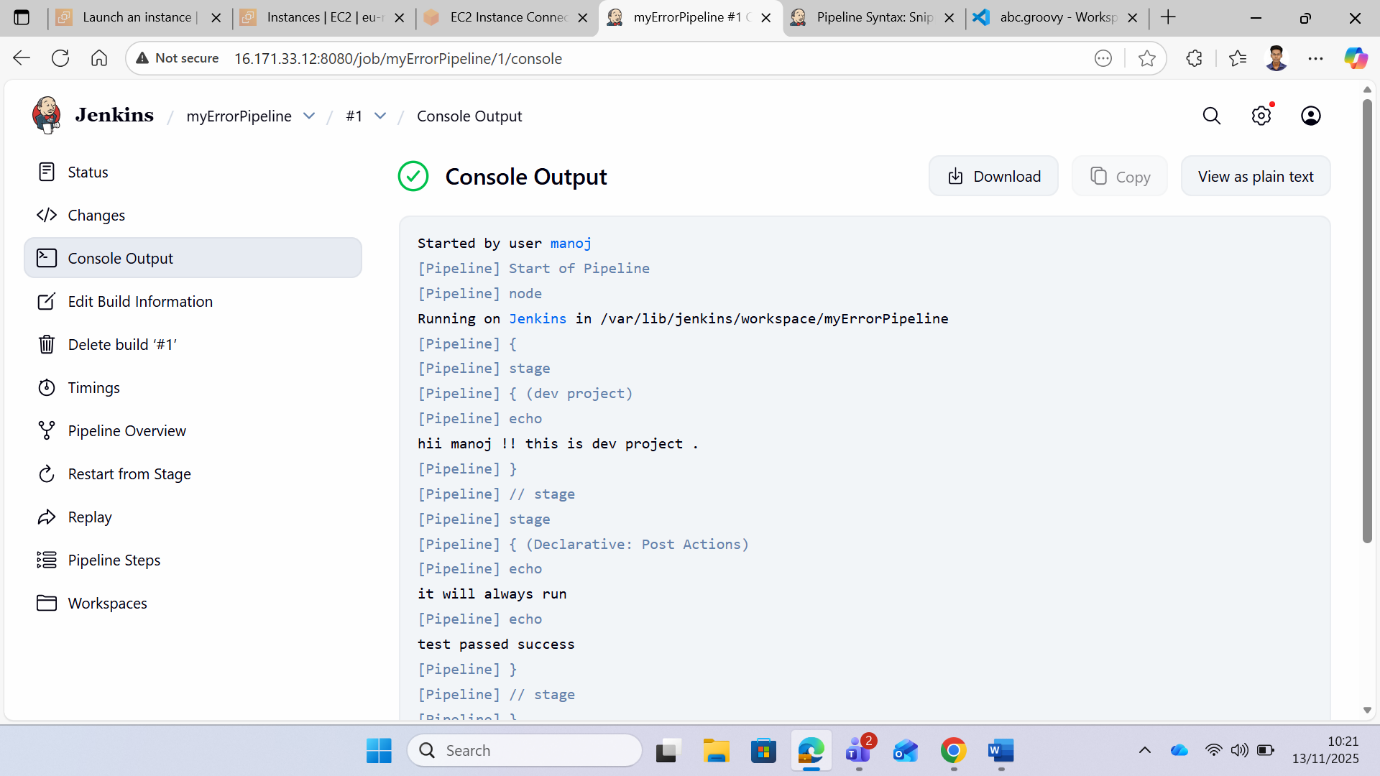 Launch an instance |
Instances | EC2 | eu-
EC2 Instance Connec
myErrorPipeline #1 C
Pipeline Syntax: Snip
abc.groovy - Worksp
Not secure 16.171.33.12:8080/job/myErrorPipeline/1/console
Jenkins / myErrorPipeline / #1 / Console Output
Status
Changes
Console Output
Edit Build Information
Delete build '#1'
Timings
Pipeline Overview
Restart from Stage
Replay
Pipeline Steps
Workspaces
Console Output
Download
Copy
View as plain text
Started by user manoj
[Pipeline] Start of Pipeline
[Pipeline] node
Running on Jenkins in /var/lib/jenkins/workspace/myErrorPipeline
[Pipeline] {
[Pipeline] stage
[Pipeline] { (dev project)
[Pipeline] echo
hii manoj !! this is dev project .
[Pipeline] }
[Pipeline] // stage
[Pipeline] stage
[Pipeline] { (Declarative: Post Actions)
[Pipeline] echo
it will always run
[Pipeline] echo
test passed success
[Pipeline] }
[Pipeline] // stage
[Pipeline] }
Search
2
10:21
13/11/2025